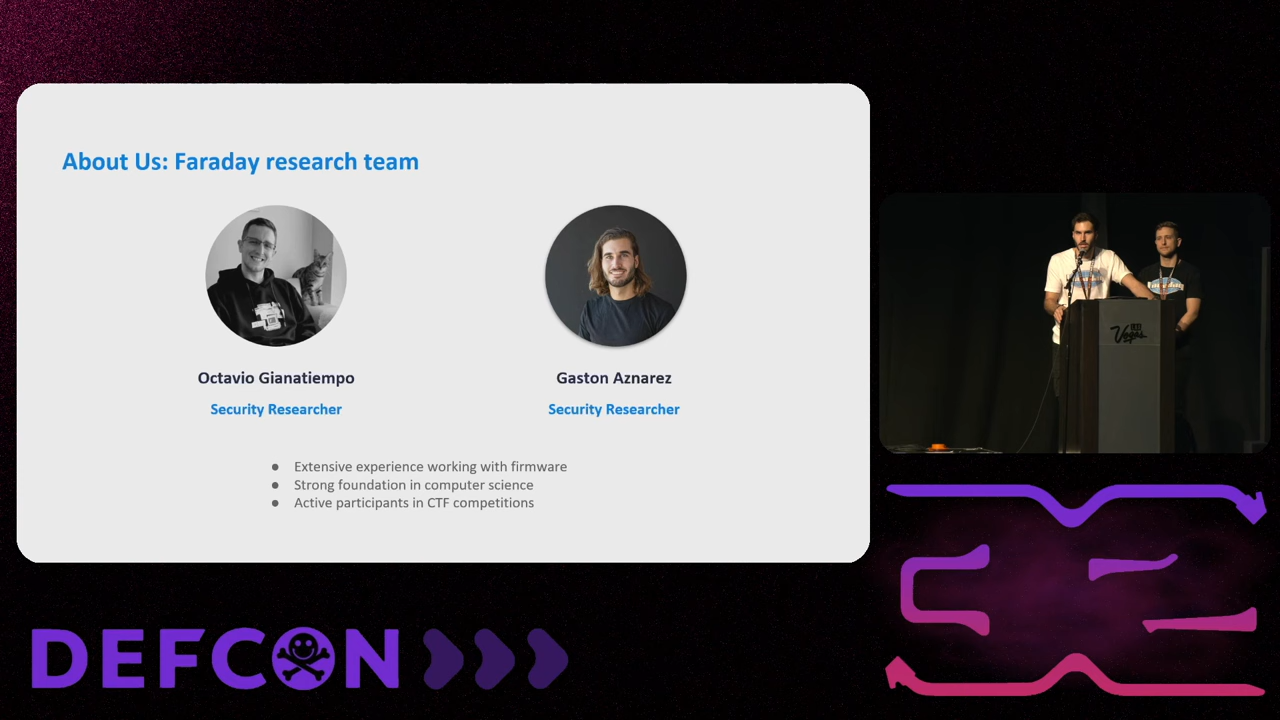 About Us: Faraday research team
Octavio Gianatiempo
Gaston Aznarez
Security Researcher
Security Researcher
● Extensive experience working with firmware
● Strong foundation in computer science
● Active participants in CTF competitions
Vegas
DEFCON